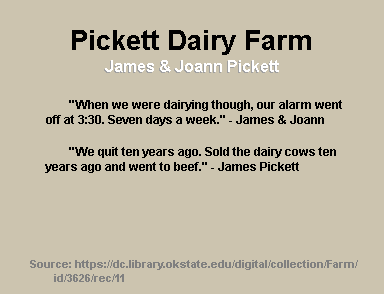 Pickett Dairy Farm
James & Joann Pickett
"When we were dairying though, our alarm went
off at 3:30. Seven days a week." - James & Joann
"We quit ten years ago. Sold the dairy cows ten
years ago and went to beef." - James Pickett
Source: https://dc.library.okstate.edu/digital/collection/Farm/
id/3626/rec/11